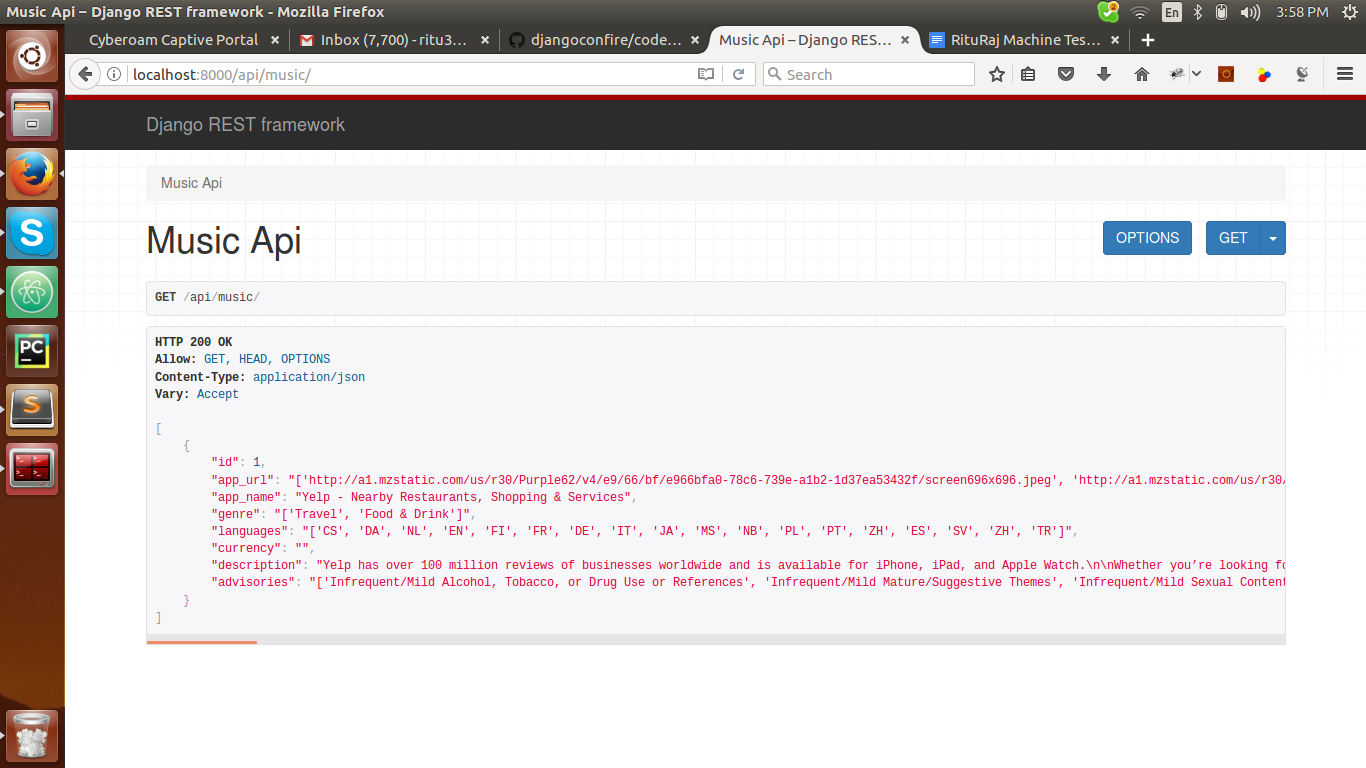 Music Api – Django REST framework - Mozilla Firefox
2
En
3:58 PM
Cyberoam Captive Portal
Inbox (7,700) - ritu3...
djangoconfire/code...
Music Api – Django RES...
RituRaj Machine Tes...
localhost:8000/api/music/
Search
Django REST framework
Music Api
Music Api
OPTIONS
GET
GET /api/music/
HTTP 200 OK
Allow: GET, HEAD, OPTIONS
Content-Type: application/json
Vary: Accept
[
{
"id": 1,
"app_url": "['http://a1.mzstatic.com/us/r30/Purple62/v4/e9/66/bf/e966bfa0-78c6-739e-a1b2-1d37ea53432f/screen696x696.jpeg', 'http://a1.mzstatic.com/us/r30/
"app_name": "Yelp - Nearby Restaurants, Shopping & Services",
"genre": "['Travel', 'Food & Drink']",
"languages": "['CS', 'DA', 'NL', 'EN', 'FI', 'FR', 'DE', 'IT', 'JA', 'MS', 'NB', 'PL', 'PT', 'ZH', 'ES', 'SV', 'ZH', 'TR']",
"currency": "",
"description": "Yelp has over 100 million reviews of businesses worldwide and is available for iPhone, iPad, and Apple Watch.\n\nWhether you’re looking fo
"advisories": "['Infrequent/Mild Alcohol, Tobacco, or Drug Use or References', 'Infrequent/Mild Mature/Suggestive Themes', 'Infrequent/Mild Sexual Content
}
]
S
PC
S